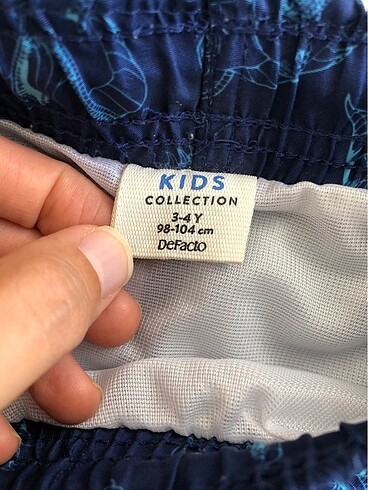 KIDS
COLLECTION
3-4 Y
98-104 cm
DeFacto